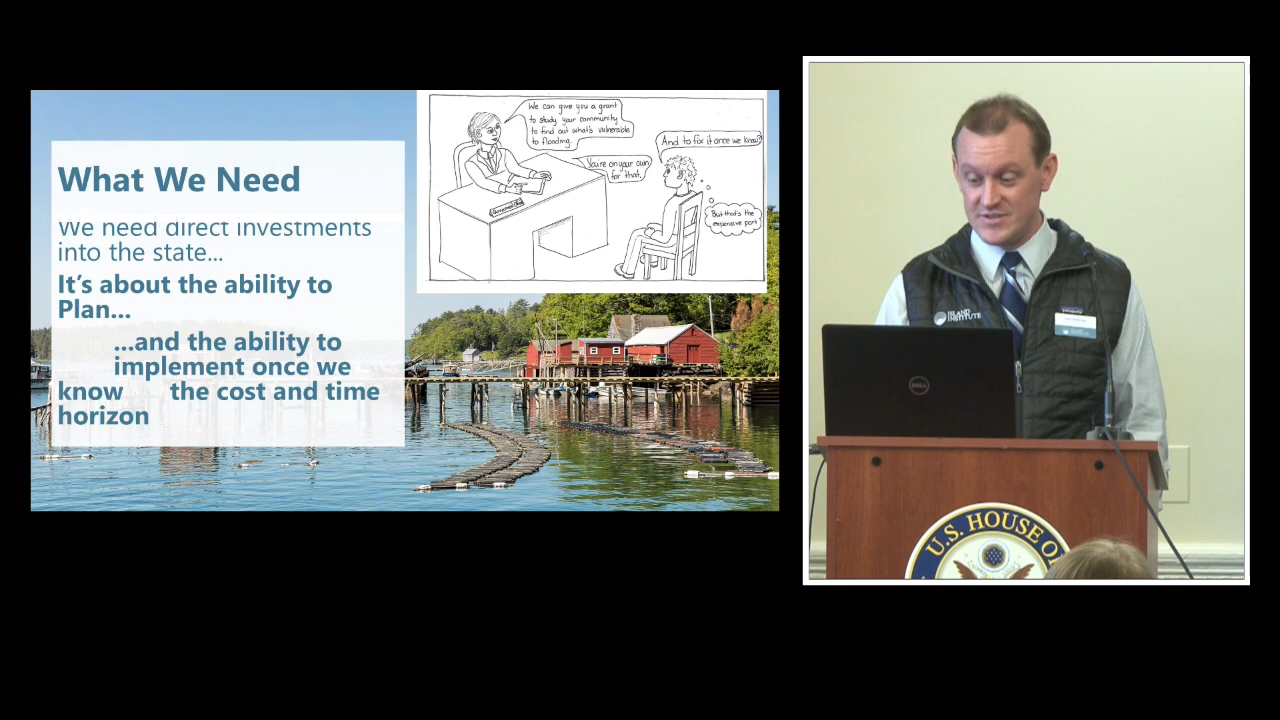 What We Need
We need direct investments
into the state...
It's about the ability to
Plan...
...and the ability to
implement once we
know the cost and time
horizon
We can give you a grant
to study your community
to find out what's vulnerable
to flooding.
And to fix it once we know?
You're on your own
for that.
But that's the
expensive part
ISLAND
INSTITUTE
DELL
U.S. HOUSE OF